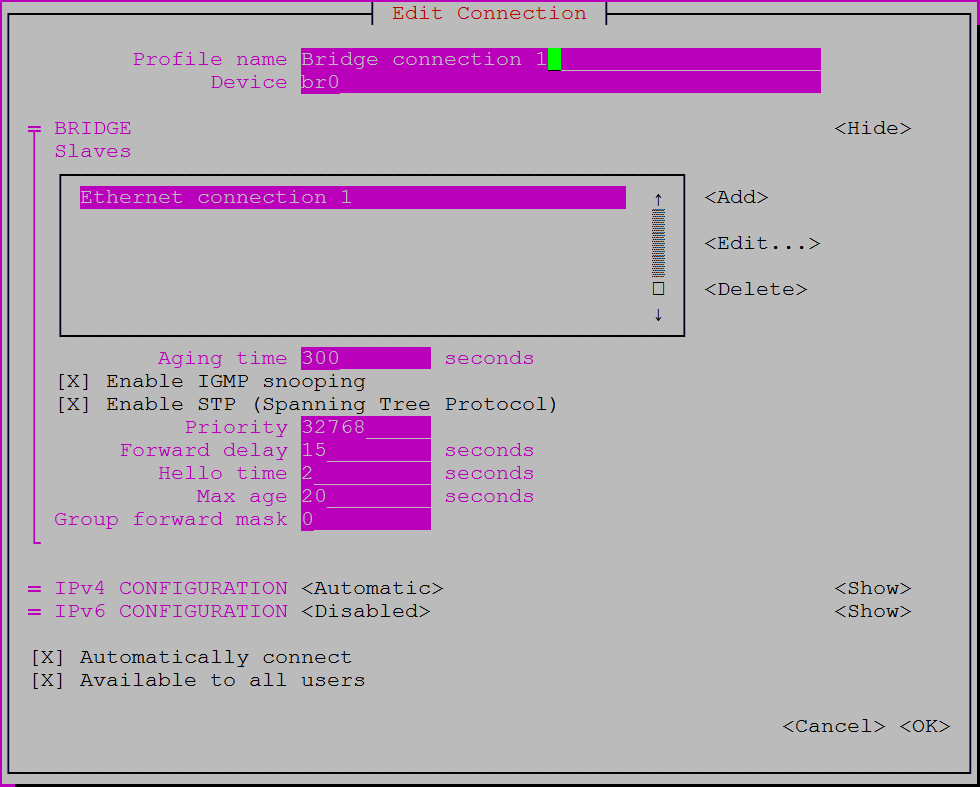 Edit Connection
Profile name Bridge connection 1
Device br0
BRIDGE <Hide>
Slaves
Ethernet connection 1 ↑ <Add>
<Edit...>
<Delete>
↓
Aging time 300 seconds
[X] Enable IGMP snooping
[X] Enable STP (Spanning Tree Protocol)
Priority 32768
Forward delay 15 seconds
Hello time 2 seconds
Max age 20 seconds
Group forward mask 0
= IPv4 CONFIGURATION <Automatic> <Show>
= IPv6 CONFIGURATION <Disabled> <Show>
[X] Automatically connect
[X] Available to all users
<Cancel> <OK>